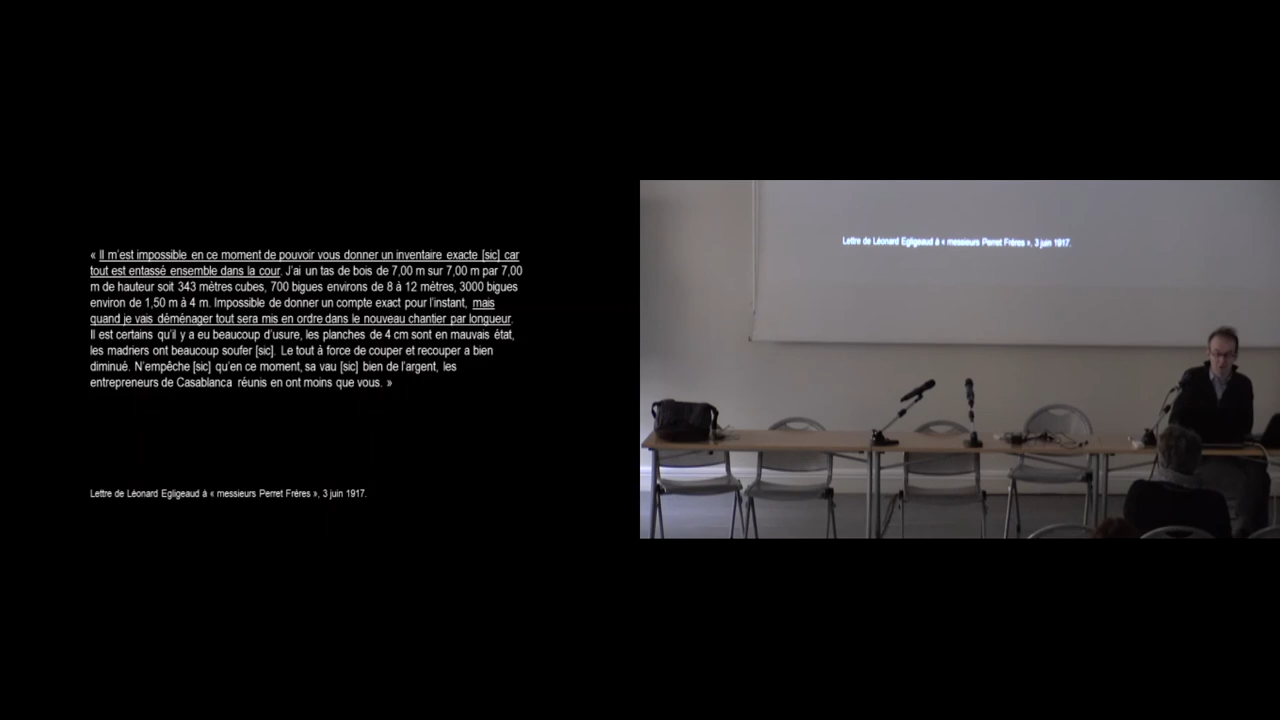 « Il m'est impossible en ce moment de pouvoir vous donner un inventaire exacte [sic] car
tout est entassé ensemble dans la cour. J'ai un tas de bois de 7,00 m sur 7,00 m par 7,00
m de hauteur soit 343 mètres cubes, 700 bigues environs de 8 à 12 mètres, 3000 bigues
environ de 1,50 m à 4 m. Impossible de donner un compte exact pour l'instant, mais
quand je vais déménager tout sera mis en ordre dans le nouveau chantier par longueur.
Il est certains qu'il y a eu beaucoup d'usure, les planches de 4 cm sont en mauvais état,
les madriers ont beaucoup soufer [sic]. Le tout à force de couper et recouper a bien
diminué. N'empêche [sic] qu'en ce moment, sa vau [sic] bien de l'argent, les
entrepreneurs de Casablanca réunis en ont moins que vous. »
Lettre de Léonard Egligeaud à « messieurs Perret Frères », 3 juin 1917.
Lettre de Léonard Egligeaud à « messieurs Perret Frères », 3 juin 1917.